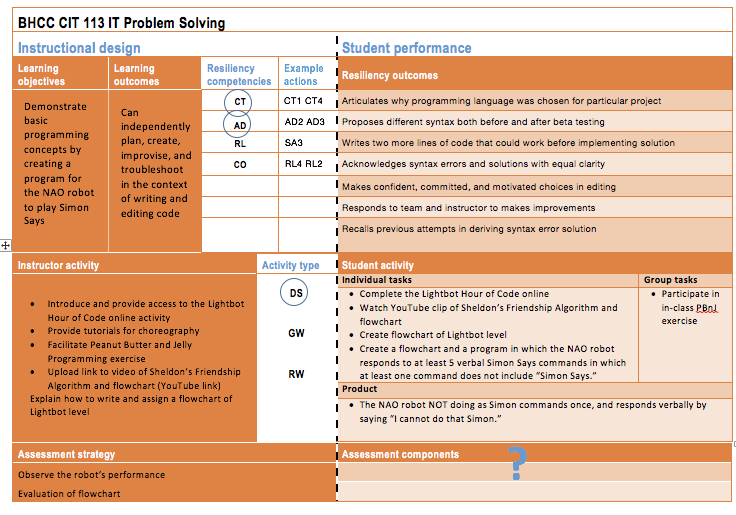 BHCC CIT 113 IT Problem Solving
Instructional design
Student performance
Learning objectives
Learning outcomes
Resiliency competencies
Example actions
Resiliency outcomes
Demonstrate
basic
programming
concepts by
creating a
program for
the NAO robot
to play Simon
Says
Can
independently
plan, create,
improvise, and
troubleshoot
in the context
of writing and
editing code
CT
CT1 CT4
Articulates why programming language was chosen for particular project
AD
AD2 AD3
Proposes different syntax both before and after beta testing
RL
SA3
Writes two more lines of code that could work before implementing solution
CO
RL4 RL2
Acknowledges syntax errors and solutions with equal clarity
Makes confident, committed, and motivated choices in editing
Responds to team and instructor to makes improvements
Recalls previous attempts in deriving syntax error solution
Instructor activity
Activity type
Student activity
• Introduce and provide access to the Lightbot
Hour of Code online activity
• Provide tutorials for choreography
• Facilitate Peanut Butter and Jelly
Programming exercise
• Upload link to video of Sheldon's Friendship
Algorithm and flowchart (YouTube link)
Explain how to write and assign a flowchart of
Lightbot level
DS
GW
RW
Individual tasks
• Complete the Lightbot Hour of Code online
• Watch YouTube clip of Sheldon's Friendship Algorithm and
flowchart
• Create flowchart of Lightbot level
• Create a flowchart and a program in which the NAO robot
responds to at least 5 verbal Simon Says commands in which
at least one command does not include "Simon Says."
Group tasks
• Participate in
in-class PBnJ
exercise
Product
• The NAO robot NOT doing as Simon commands once, and responds verbally by
saying "I cannot do that Simon."
Assessment strategy
Assessment components
?
Observe the robot's performance
Evaluation of flowchart